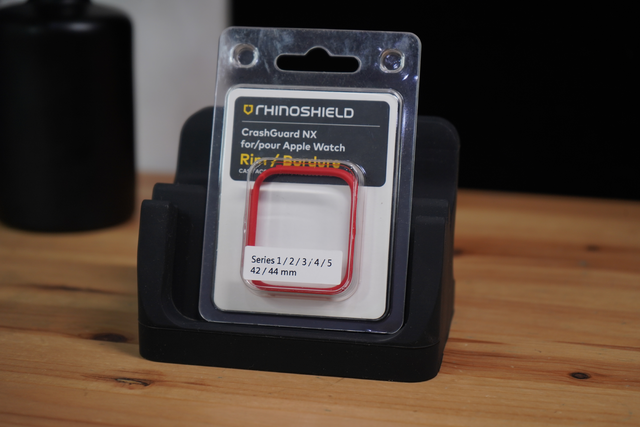 RHINOSHIELD
CrashGuard NX
for/pour Apple Watch
Rim / Bordure
Series 1 / 2 / 3 / 4 / 5
42 / 44 mm